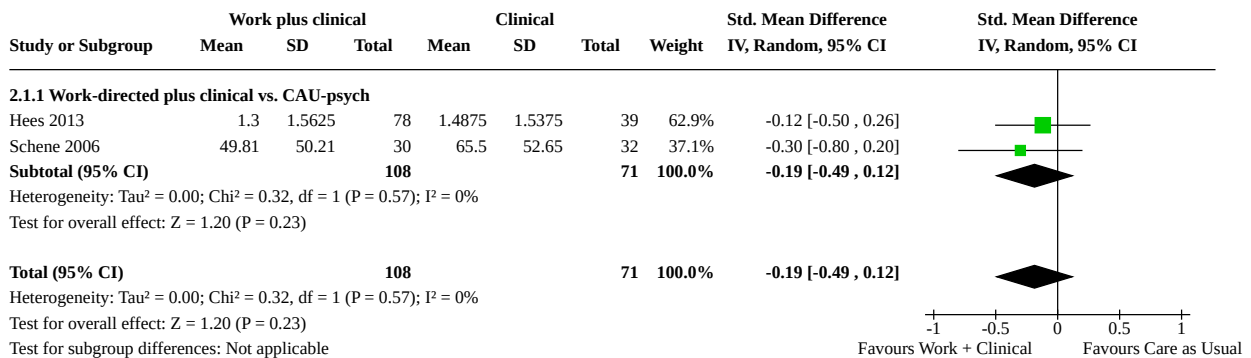 Work plus clinical Clinical Std. Mean Difference Std. Mean Difference
Study or Subgroup Mean SD Total Mean SD Total Weight IV, Random, 95% CI IV, Random, 95% CI
2.1.1 Work-directed plus clinical vs. CAU-psych
Hees 2013 1.3 1.5625 78 1.4875 1.5375 39 62.9% -0.12 [-0.50 , 0.26]
Schene 2006 49.81 50.21 30 65.5 52.65 32 37.1% -0.30 [-0.80 , 0.20]
Subtotal (95% CI) 108 71 100.0% -0.19 [-0.49 , 0.12]
Heterogeneity: Tau² = 0.00; Chi² = 0.32, df = 1 (P = 0.57); I² = 0%
Test for overall effect: Z = 1.20 (P = 0.23)
Total (95% CI) 108 71 100.0% -0.19 [-0.49 , 0.12]
Heterogeneity: Tau² = 0.00; Chi² = 0.32, df = 1 (P = 0.57); I² = 0%
Test for overall effect: Z = 1.20 (P = 0.23) -1 -0.5 0 0.5 1
Test for subgroup differences: Not applicable Favours Work + Clinical Favours Care as Usual